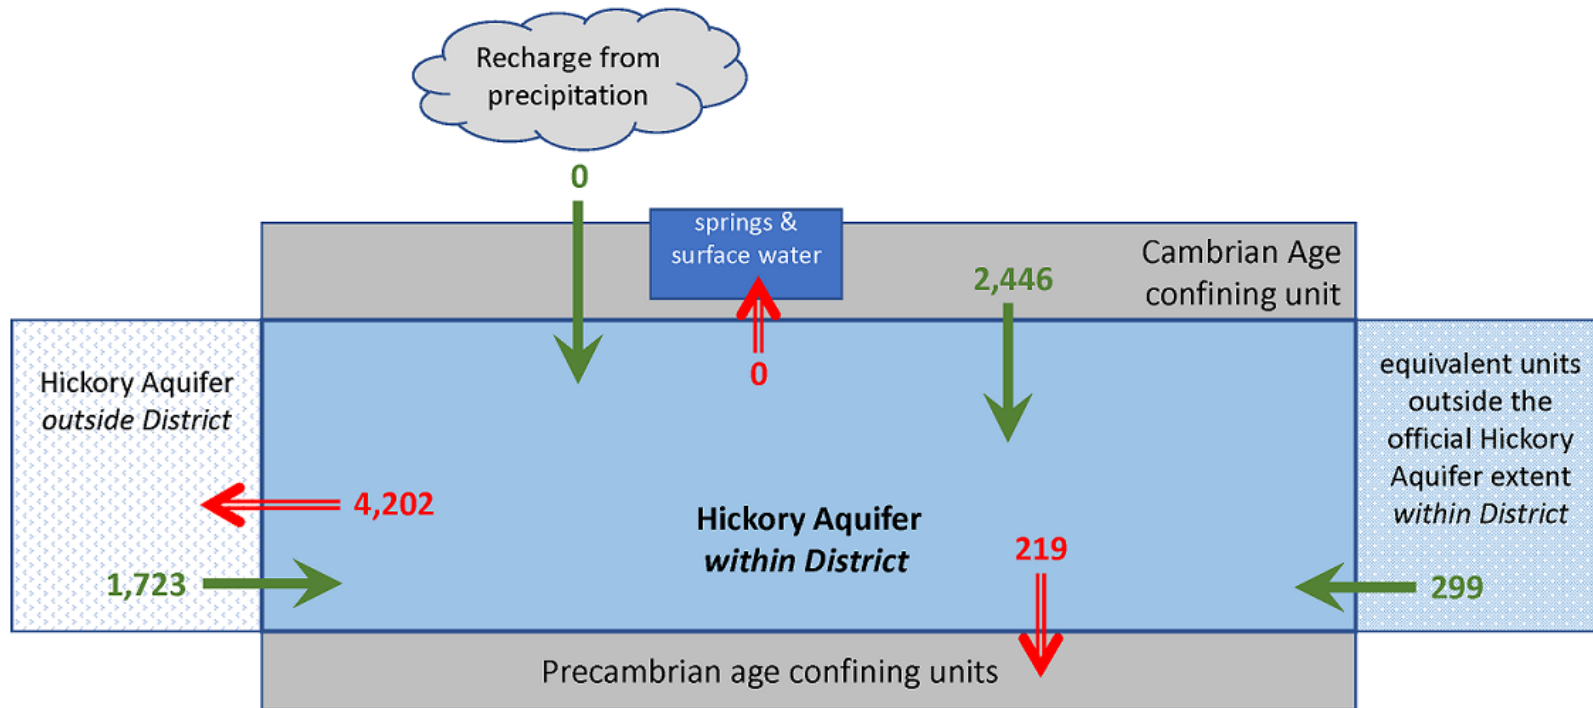 Recharge from
precipitation
0
springs &
surface water
2,446
Cambrian Age
confining unit
0
Hickory Aquifer
outside District
4,202
1,723
Hickory Aquifer
within District
219
equivalent units
outside the
official Hickory
Aquifer extent
within District
299
Precambrian age confining units